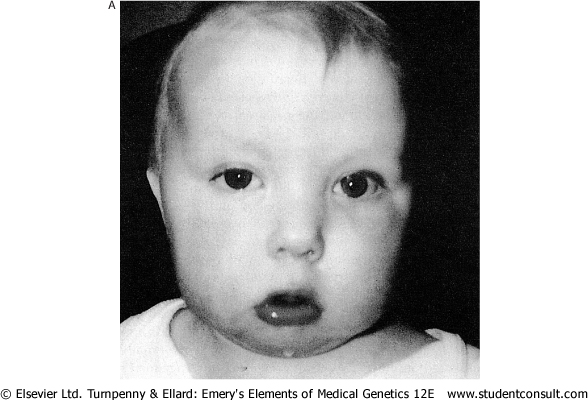 A
© Elsevier Ltd. Turnpenny & Ellard: Emery's Elements of Medical Genetics 12E www.studentconsult.com